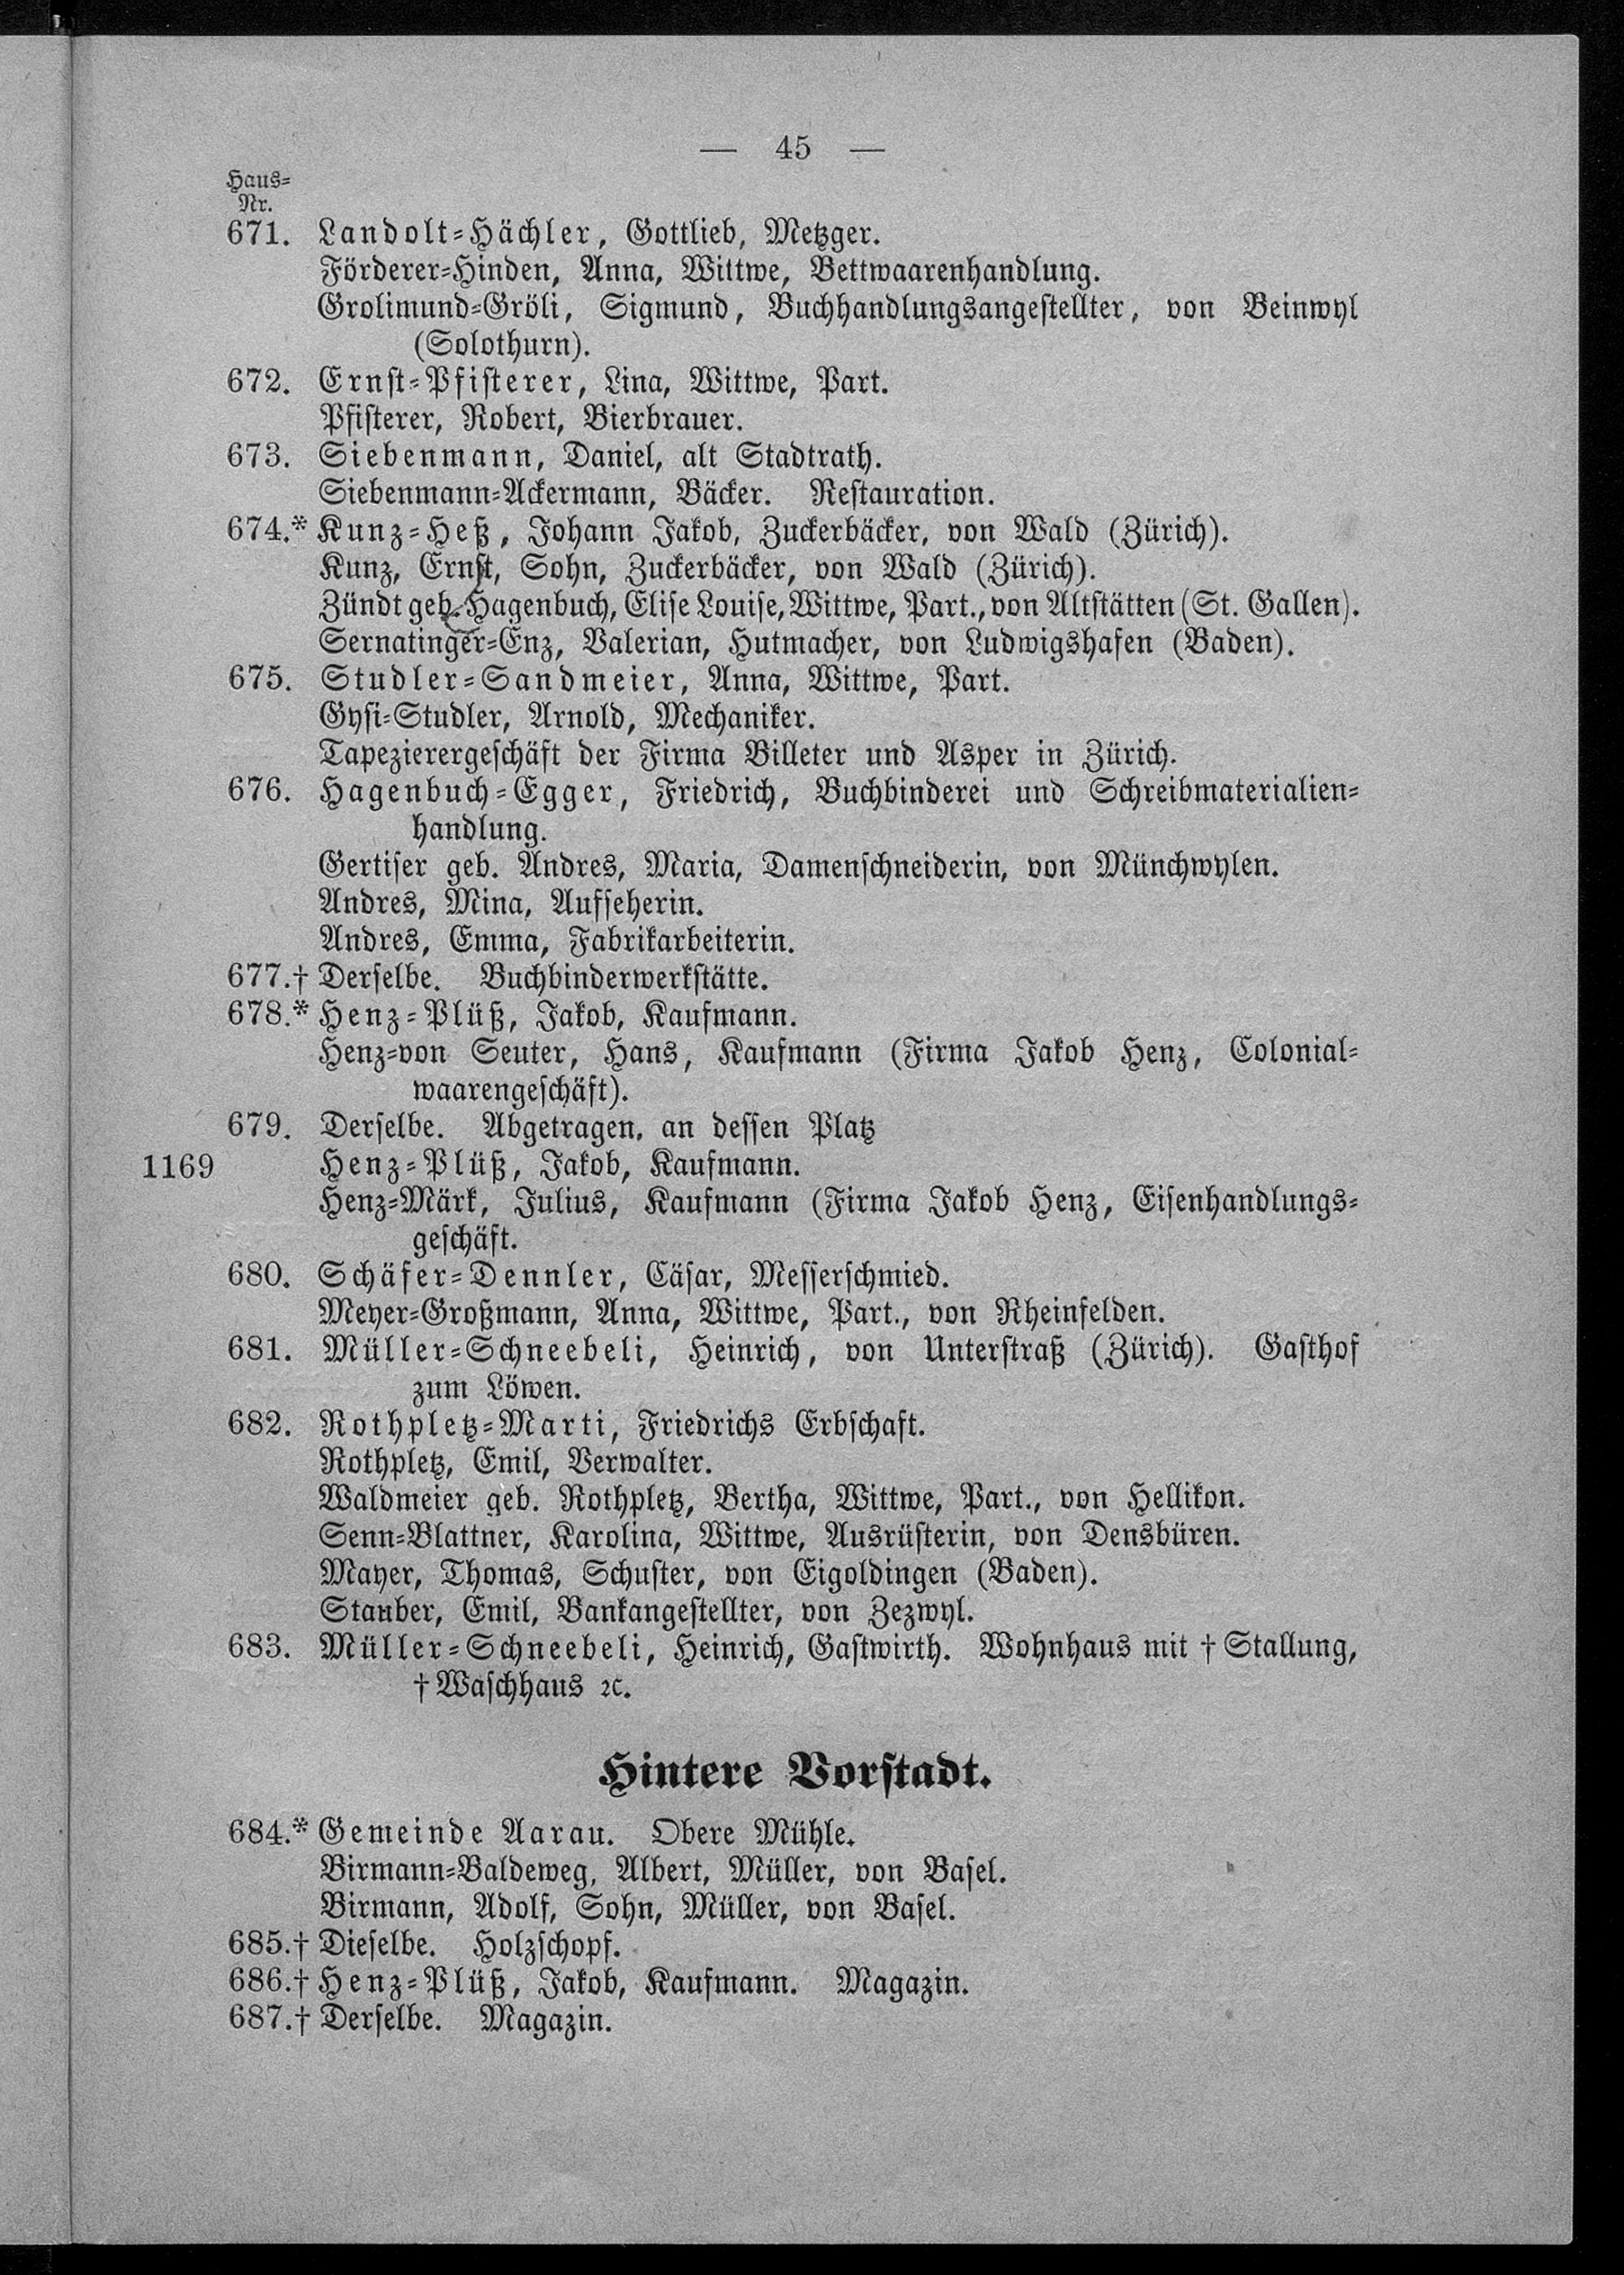 — 45 —
Haus-
Nr.
671. Landolt-Hächler, Gottlieb, Metzger.
Förderer-Hinden, Anna, Wittwe, Bettwaarenhandlung.
Grolimund-Gröli, Sigmund, Buchhandlungsangestellter, von Beinwyl
(Solothurn).
672. Ernst-Pfisterer, Lina, Wittwe, Part.
Pfisterer, Robert, Bierbrauer.
673. Siebenmann, Daniel, alt Stadtrath.
Siebenmann-Ackermann, Bäcker. Restauration.
674.* Kunz-Heß, Johann Jakob, Zuckerbäcker, von Wald (Zürich).
Kunz, Ernst, Sohn, Zuckerbäcker, von Wald (Zürich).
Zündt geb. Hagenbuch, Elise Louise, Wittwe, Part., von Altstätten (St. Gallen).
Sernatinger-Enz, Valerian, Hutmacher, von Ludwigshafen (Baden).
675. Studler-Sandmeier, Anna, Wittwe, Part.
Gysi-Studler, Arnold, Mechaniker.
Tapezierergeschäft der Firma Billeter und Asper in Zürich.
676. Hagenbuch-Egger, Friedrich, Buchbinderei und Schreibmaterialien-
handlung.
Gertiser geb. Andres, Maria, Damenschneiderin, von Münchwylen.
Andres, Mina, Aufseherin.
Andres, Emma, Fabrikarbeiterin.
677.† Derselbe. Buchbinderwerkstätte.
678.* Henz-Plüß, Jakob, Kaufmann.
Henz-von Seuter, Hans, Kaufmann (Firma Jakob Henz, Colonial-
waarengeschäft).
679. Derselbe. Abgetragen, an dessen Platz
1169 Henz-Plüß, Jakob, Kaufmann.
Henz-Märk, Julius, Kaufmann (Firma Jakob Henz, Eisenhandlungs-
geschäft.
680. Schäfer-Dennler, Cäsar, Messerschmied.
Meyer-Großmann, Anna, Wittwe, Part., von Rheinfelden.
681. Müller-Schneebeli, Heinrich, von Unterstraß (Zürich). Gasthof
zum Löwen.
682. Rothpletz-Marti, Friedrichs Erbschaft.
Rothpletz, Emil, Verwalter.
Waldmeier geb. Rothpletz, Bertha, Wittwe, Part., von Hellikon.
Senn-Blattner, Karolina, Wittwe, Ausrüsterin, von Densbüren.
Mayer, Thomas, Schuster, von Eigoldingen (Baden).
Stauber, Emil, Bankangestellter, von Zezwyl.
683. Müller-Schneebeli, Heinrich, Gastwirth. Wohnhaus mit † Stallung,
† Waschhaus ꝛc.
Hintere Vorstadt.
684.* Gemeinde Aarau. Obere Mühle.
Birmann-Baldeweg, Albert, Müller, von Basel.
Birmann, Adolf, Sohn, Müller, von Basel.
685.† Dieselbe. Holzschopf.
686.† Henz-Plüß, Jakob, Kaufmann. Magazin.
687.† Derselbe. Magazin.